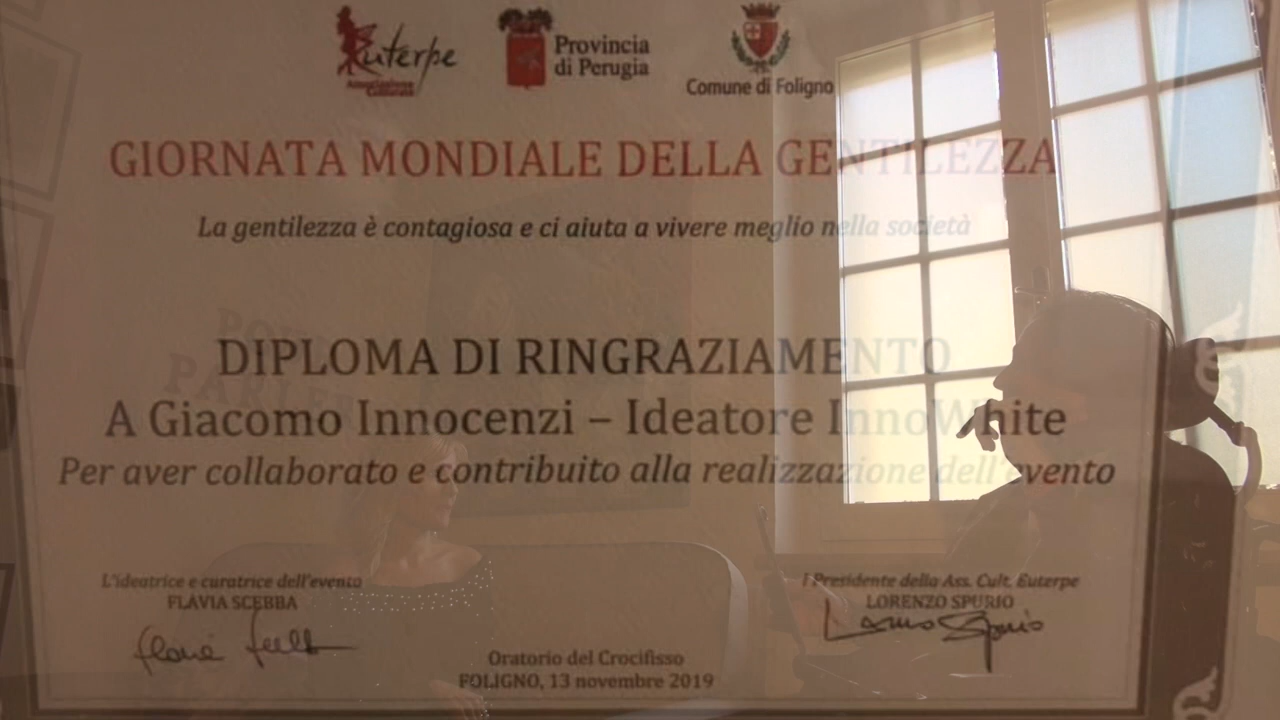 Euterpe
Associazione
Culturale
Provincia
di Perugia
Comune di Foligno
GIORNATA MONDIALE DELLA GENTILEZZA
La gentilezza è contagiosa e ci aiuta a vivere meglio nella società
DIPLOMA DI RINGRAZIAMENTO
A Giacomo Innocenzi – Ideatore InnoWhite
Per aver collaborato e contribuito alla realizzazione dell'evento
L'ideatrice e curatrice dell'evento
FLAVIA SCEBBA
l Presidente della Ass. Cult. Euterpe
LORENZO SPURIO
Oratorio del Crocifisso
FOLIGNO, 13 novembre 2019